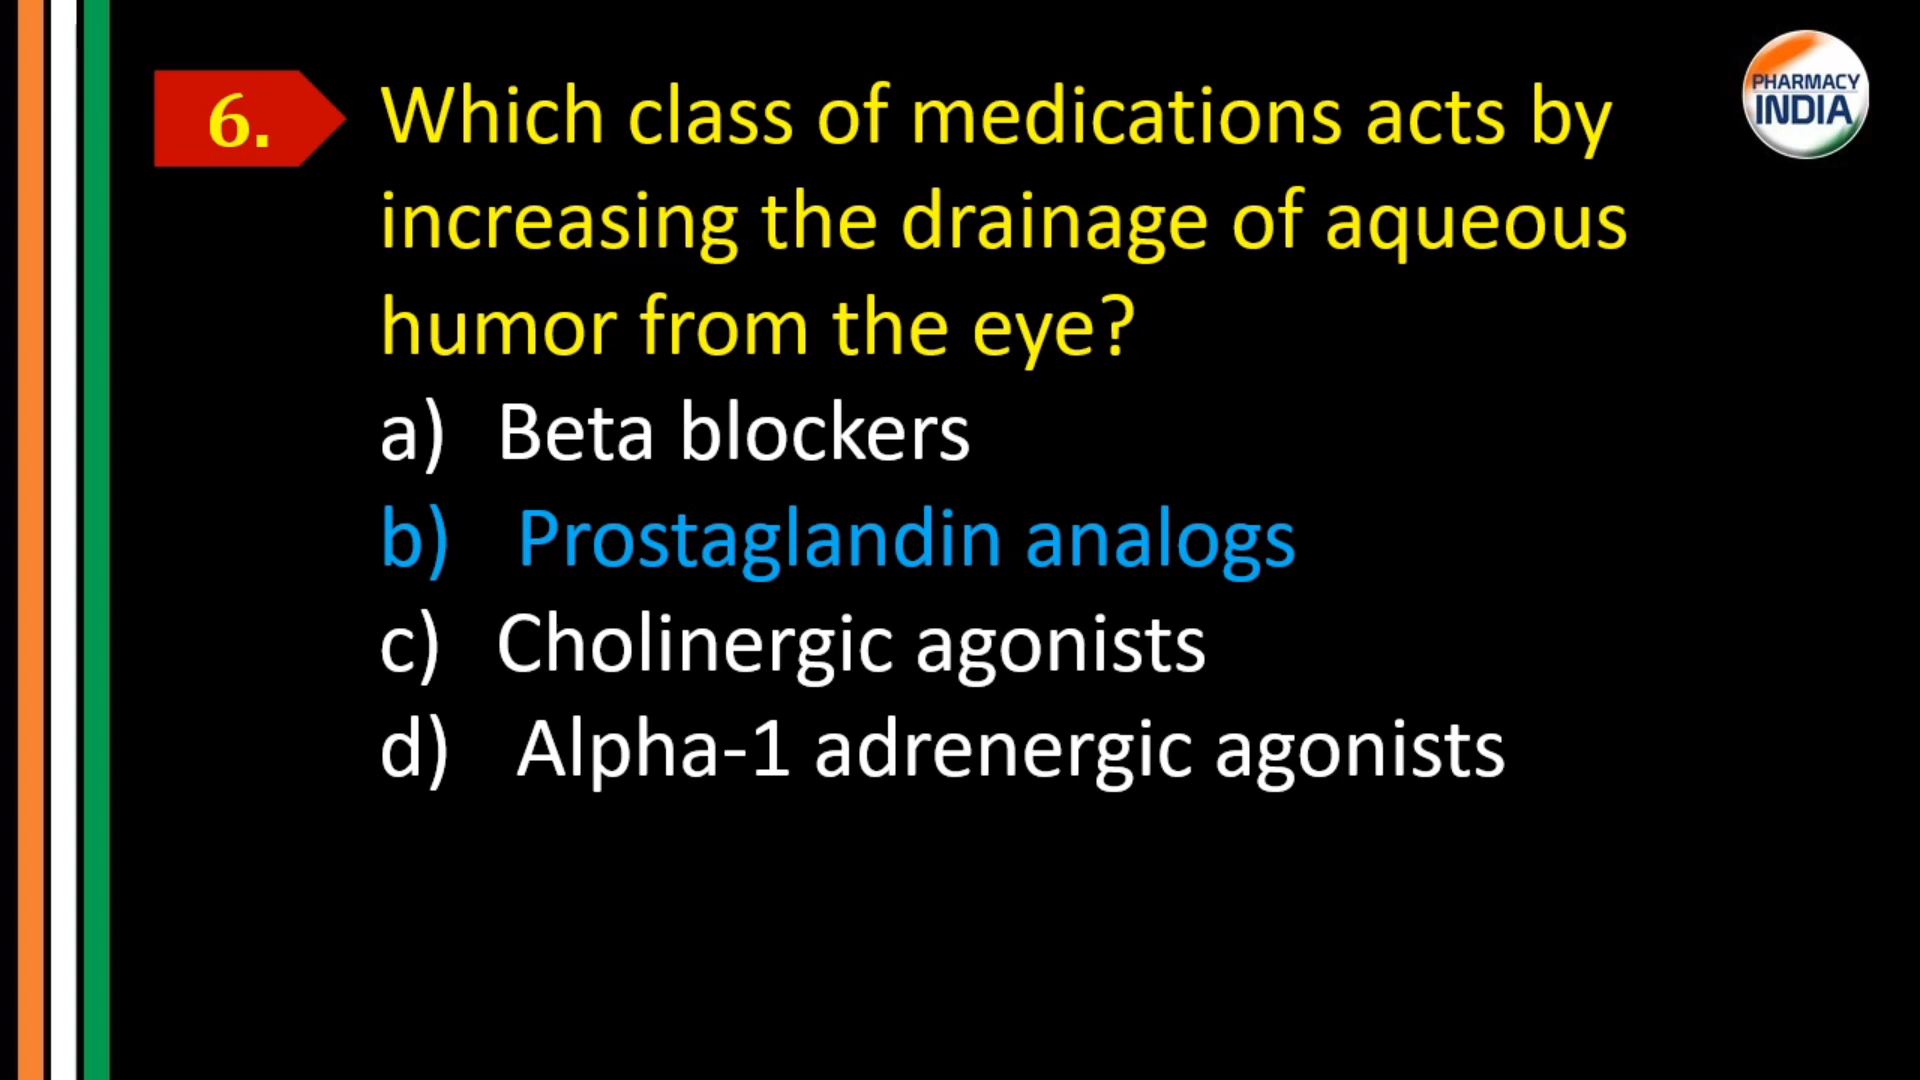 6.
Which class of medications acts by
increasing the drainage of aqueous
humor from the eye?
a) Beta blockers
b) Prostaglandin analogs
c) Cholinergic agonists
d) Alpha-1 adrenergic agonists
PHARMACY
INDIA